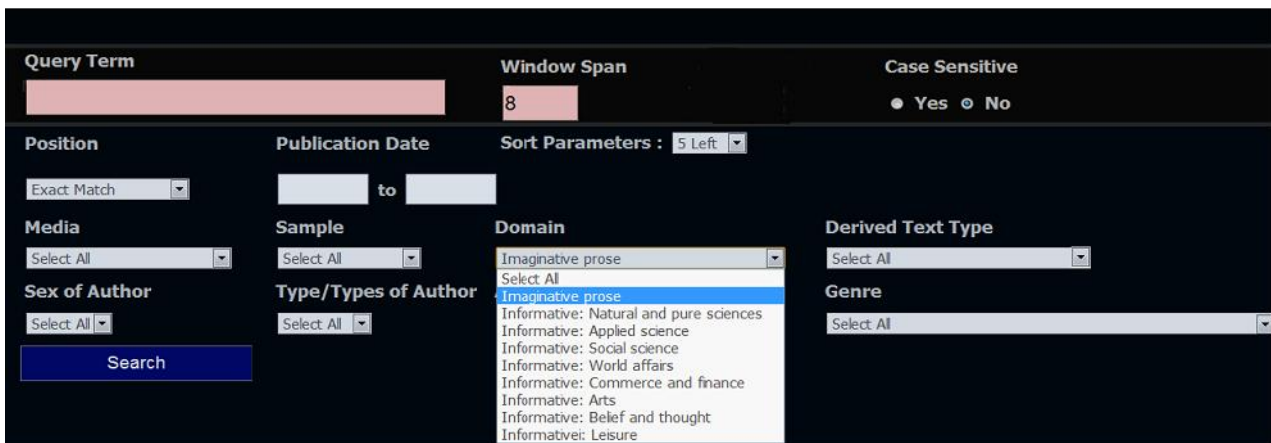 Query Term
Window Span
Case Sensitive
8
Yes No
Position
Publication Date
Sort Parameters : 5 Left
Exact Match
to
Media
Sample
Domain
Derived Text Type
Select All
Select All
Imaginative prose
Select All
Sex of Author
Type/Types of Author
Genre
Select All
Select All
Select All
Search
Select All
Imaginative prose
Informative: Natural and pure sciences
Informative: Applied science
Informative: Social science
Informative: World affairs
Informative: Commerce and finance
Informative: Arts
Informative: Belief and thought
Informativei: Leisure